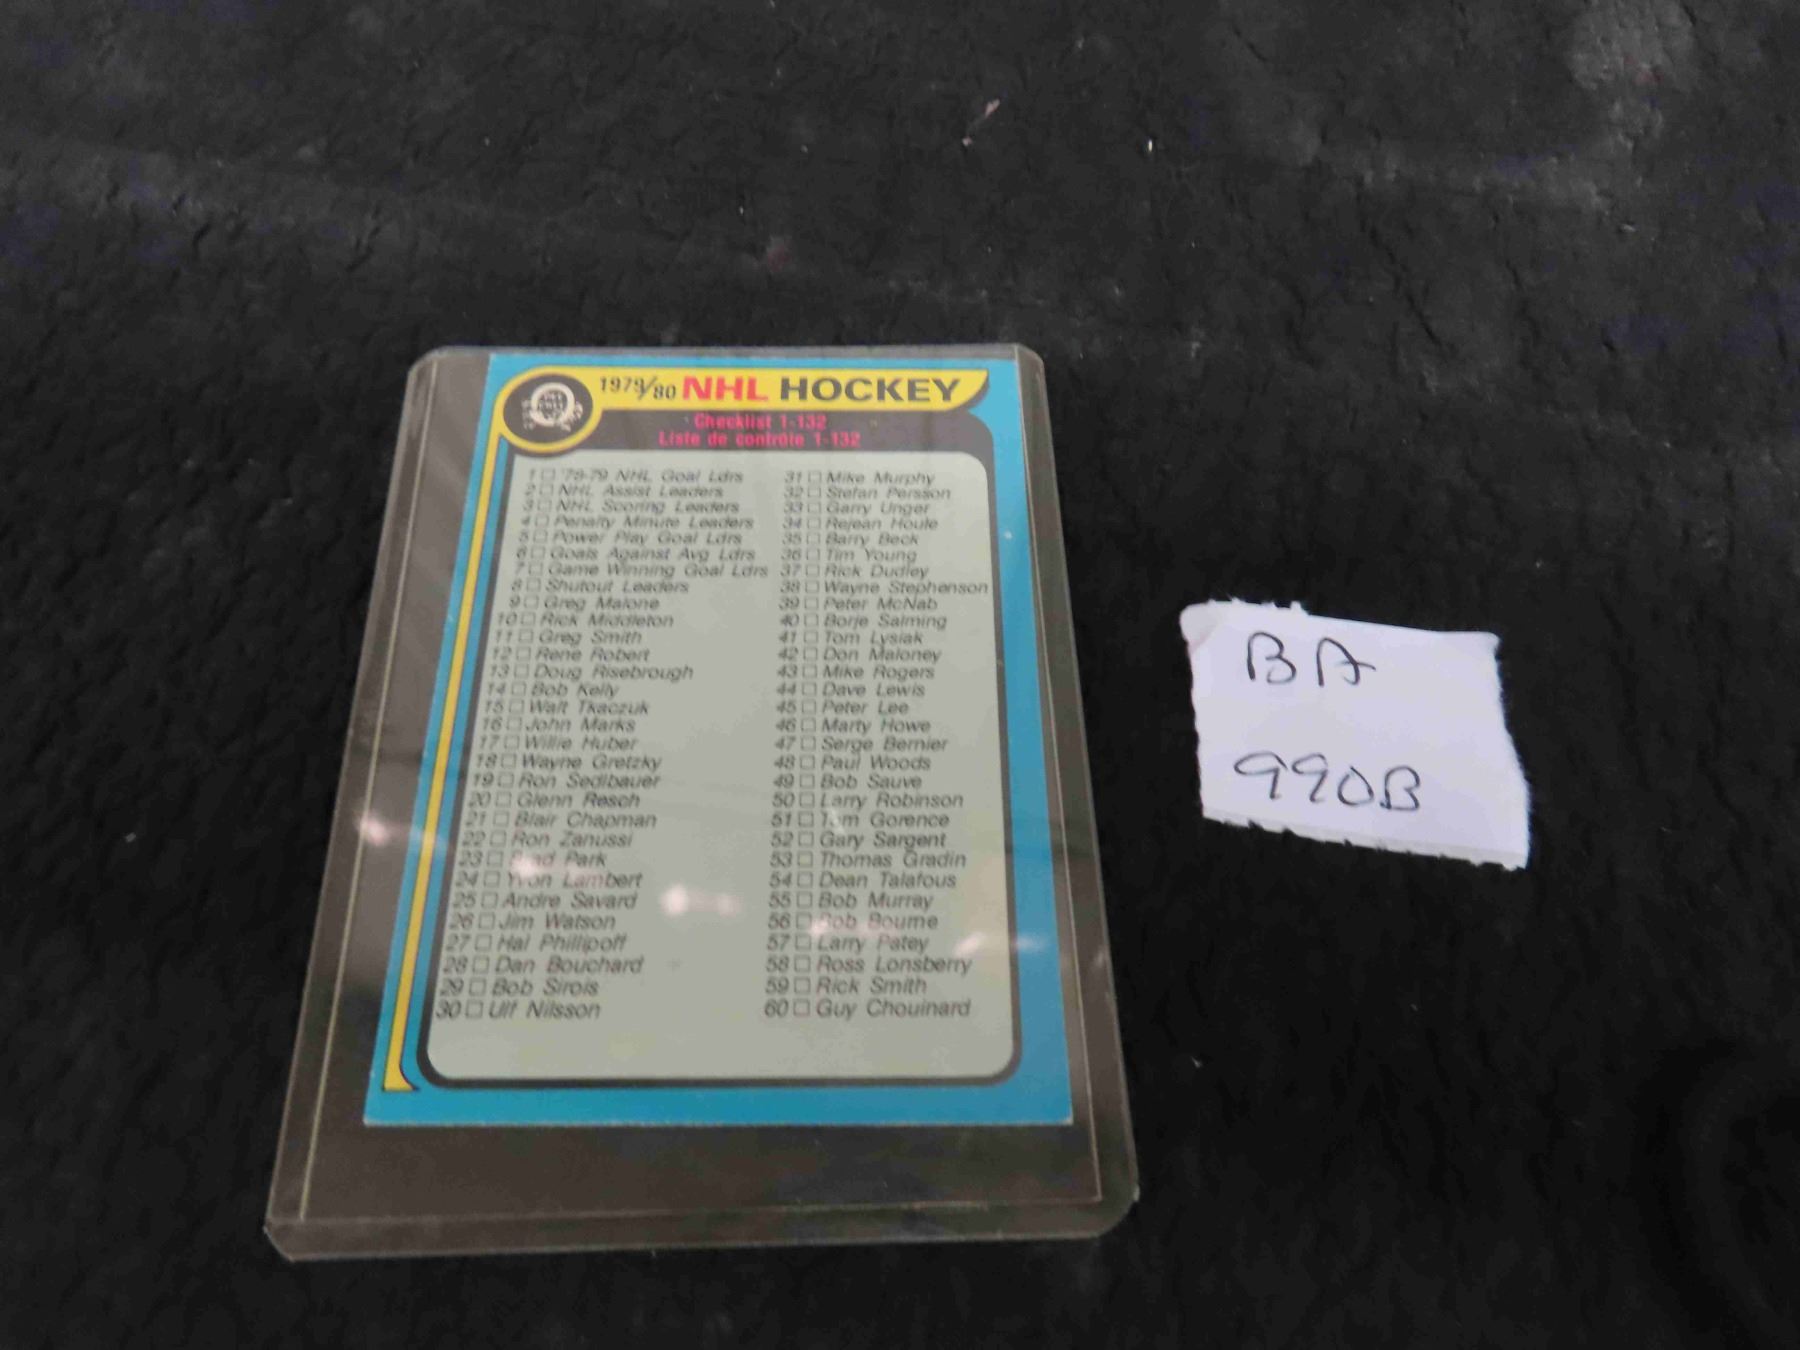 1979/80 NHL HOCKEY
Checklist 1-132
Liste de contrôle 1-132
1 '78-79 NHL Goal Ldrs
2 NHL Assist Leaders
3 NHL Scoring Leaders
4 Penalty Minute Leaders
5 Power Play Goal Ldrs
6 Goals Against Avg Ldrs
7 Game Winning Goal Ldrs
8 Shutout Leaders
9 Greg Malone
10 Rick Middleton
11 Greg Smith
12 Rene Robert
13 Doug Risebrough
14 Bob Kelly
15 Walt Tkaczuk
16 John Marks
17 Willie Huber
18 Wayne Gretzky
19 Ron Sedlbauer
20 Glenn Resch
21 Blair Chapman
22 Ron Zanussi
23 Brad Park
24 Yvon Lambert
25 Andre Savard
26 Jim Watson
27 Hal Phillipoff
28 Dan Bouchard
29 Bob Sirois
30 Ulf Nilsson
31 Mike Murphy
32 Stefan Persson
33 Garry Unger
34 Rejean Houle
35 Barry Beck
36 Tim Young
37 Rick Dudley
38 Wayne Stephenson
39 Peter McNab
40 Borje Salming
41 Tom Lysiak
42 Don Maloney
43 Mike Rogers
44 Dave Lewis
45 Peter Lee
46 Marty Howe
47 Serge Bernier
48 Paul Woods
49 Bob Sauve
50 Larry Robinson
51 Tom Gorence
52 Gary Sargent
53 Thomas Gradin
54 Dean Talafous
55 Bob Murray
56 Bob Bourne
57 Larry Patey
58 Ross Lonsberry
59 Rick Smith
60 Guy Chouinard
BA
990B